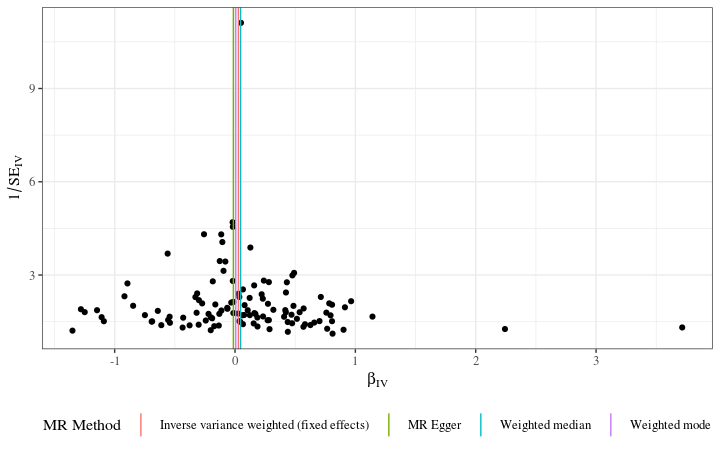 1/SE_IV
9
6
3
-1 0 1 2 3
β_IV
MR Method Inverse variance weighted (fixed effects) MR Egger Weighted median Weighted mode